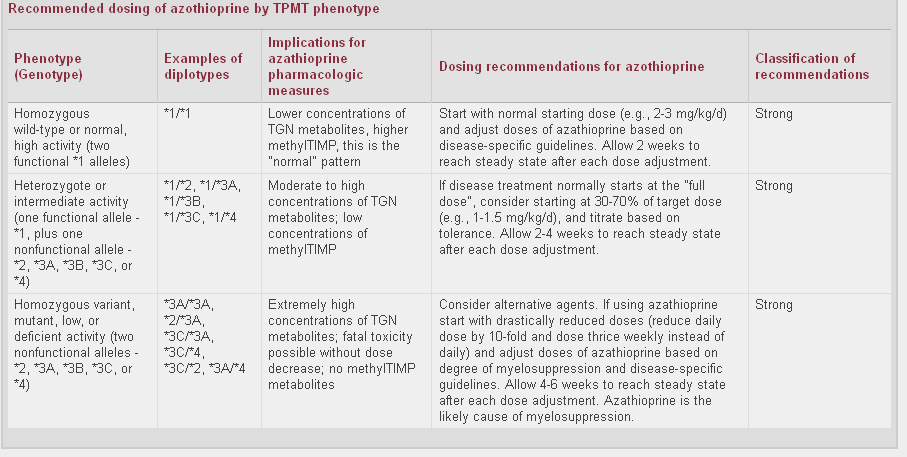 Recommended dosing of azothioprine by TPMT phenotype
Phenotype
(Genotype)
Examples of
diplotypes
Implications for
azathioprine
pharmacologic
measures
Dosing recommendations for azothioprine
Classification of
recommendations
Homozygous
wild-type or normal,
high activity (two
functional *1 alleles)
*1/*1
Lower concentrations of
TGN metabolites, higher
methylTIMP, this is the
"normal" pattern
Start with normal starting dose (e.g., 2-3 mg/kg/d)
and adjust doses of azathioprine based on
disease-specific guidelines. Allow 2 weeks to
reach steady state after each dose adjustment.
Strong
Heterozygote or
intermediate activity
(one functional allele -
*1, plus one
nonfunctional allele -
*2, *3A, *3B, *3C, or
*4)
*1/*2, *1/*3A,
*1/*3B,
*1/*3C, *1/*4
Moderate to high
concentrations of TGN
metabolites; low
concentrations of
methylTIMP
If disease treatment normally starts at the "full
dose", consider starting at 30-70% of target dose
(e.g., 1-1.5 mg/kg/d), and titrate based on
tolerance. Allow 2-4 weeks to reach steady state
after each dose adjustment.
Strong
Homozygous variant,
mutant, low, or
deficient activity (two
nonfunctional alleles -
*2, *3A, *3B, *3C, or
*4)
*3A/*3A,
*2/*3A,
*3C/*3A,
*3C/*4,
*3C/*2, *3A/*4
Extremely high
concentrations of TGN
metabolites; fatal toxicity
possible without dose
decrease; no methylTIMP
metabolites
Consider alternative agents. If using azathioprine
start with drastically reduced doses (reduce daily
dose by 10-fold and dose thrice weekly instead of
daily) and adjust doses of azathioprine based on
degree of myelosuppression and disease-specific
guidelines. Allow 4-6 weeks to reach steady state
after each dose adjustment. Azathioprine is the
likely cause of myelosuppression.
Strong